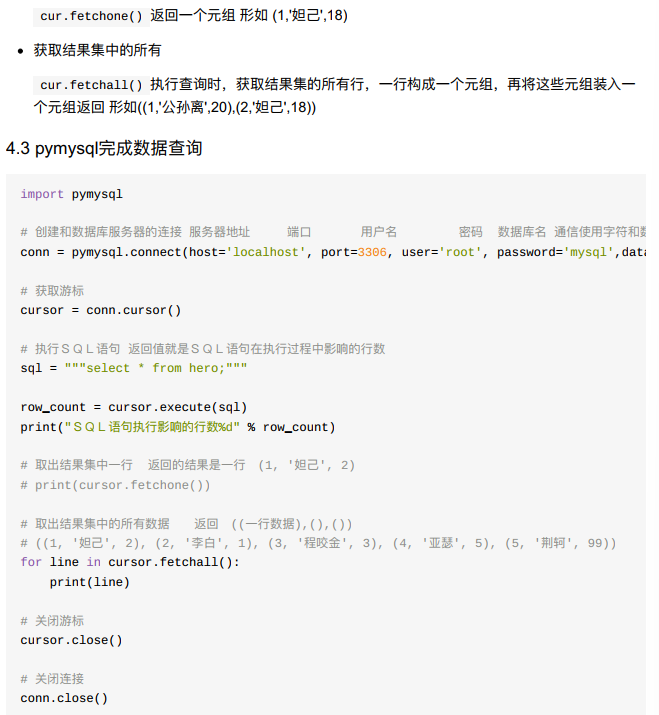 cur.fetchone() 返回一个元组 形如 (1,'妲己',18)
• 获取结果集中的所有
cur.fetchall() 执行查询时，获取结果集的所有行，一行构成一个元组，再将这些元组装入一
个元组返回 形如((1,'公孙离',20),(2,'妲己',18))
4.3 pymysql完成数据查询
import pymysql
# 创建和数据库服务器的连接 服务器地址 端口 用户名 密码 数据库名 通信使用字符和数
conn = pymysql.connect(host='localhost', port=3306, user='root', password='mysql',data
# 获取游标
cursor = conn.cursor()
# 执行ＳＱＬ语句 返回值就是ＳＱＬ语句在执行过程中影响的行数
sql = """select * from hero;"""
row_count = cursor.execute(sql)
print("ＳＱＬ语句执行影响的行数%d" % row_count)
# 取出结果集中一行 返回的结果是一行 (1, '妲己', 2)
# print(cursor.fetchone())
# 取出结果集中的所有数据 返回 ((一行数据),(),())
# ((1, '妲己', 2), (2, '李白', 1), (3, '程咬金', 3), (4, '亚瑟', 5), (5, '荆轲', 99))
for line in cursor.fetchall():
    print(line)
# 关闭游标
cursor.close()
# 关闭连接
conn.close()